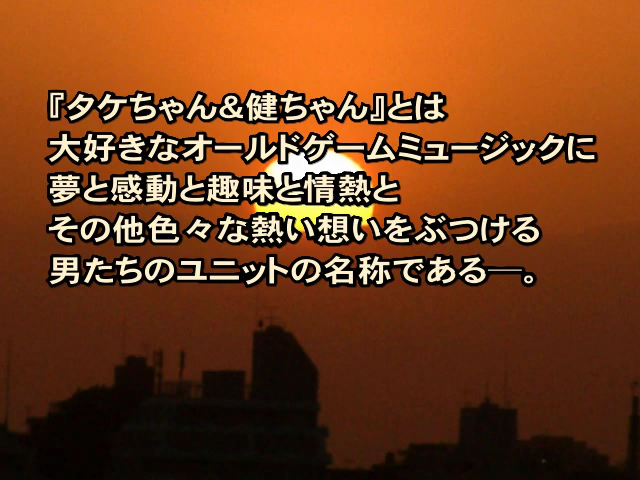 『タケちゃん&健ちゃん』とは
大好きなオールドゲームミュージックに
夢と感動と趣味と情熱と
その他色々な熱い想いをぶつける
男たちのユニットの名称である―。